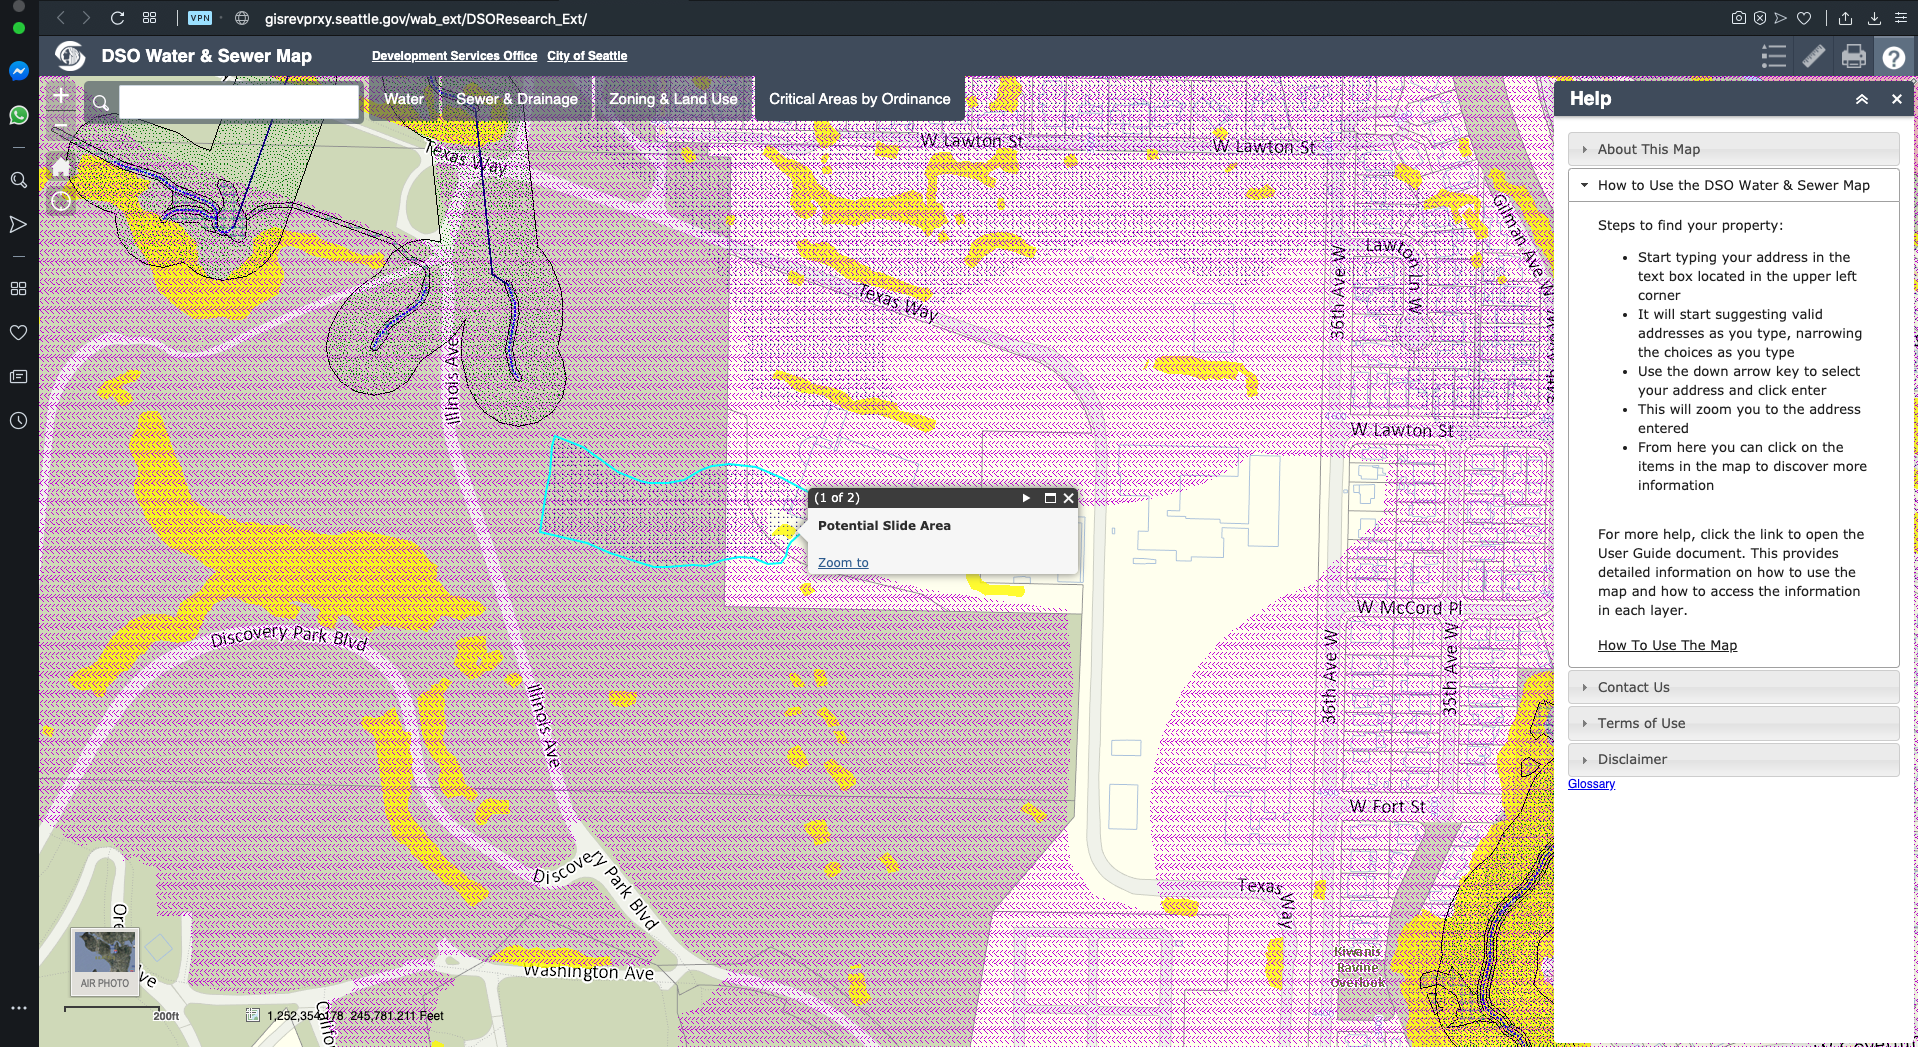 VPN
gisrevprxy.seattle.gov/wab_ext/DSOResearch_Ext/
DSO Water & Sewer Map
Development Services Office
City of Seattle
Water
Sewer & Drainage
Zoning & Land Use
Critical Areas by Ordinance
Help
About This Map
How to Use the DSO Water & Sewer Map
Steps to find your property:
• Start typing your address in the
text box located in the upper left
corner
• It will start suggesting valid
addresses as you type, narrowing
the choices as you type
• Use the down arrow key to select
your address and click enter
• This will zoom you to the address
entered
• From here you can click on the
items in the map to discover more
information
For more help, click the link to open the
User Guide document. This provides
detailed information on how to use the
map and how to access the information
in each layer.
How To Use The Map
Contact Us
Terms of Use
Disclaimer
Glossary
W Lawton St
W Lawton St
Texas Way
Gilman Ave W
36th Ave W
Texas Way
Illinois Ave
W Lawton St
(1 of 2)
Potential Slide Area
Zoom to
W McCord Pl
Discovery Park Blvd
36th Ave W
35th Ave W
Illinois Ave
W Fort St
Discovery Park Blvd
Texas Way
Kiwanis
Ravine
Overlook
Washington Ave
AIR PHOTO
200ft
1,252,354.178 245,781.211 Feet